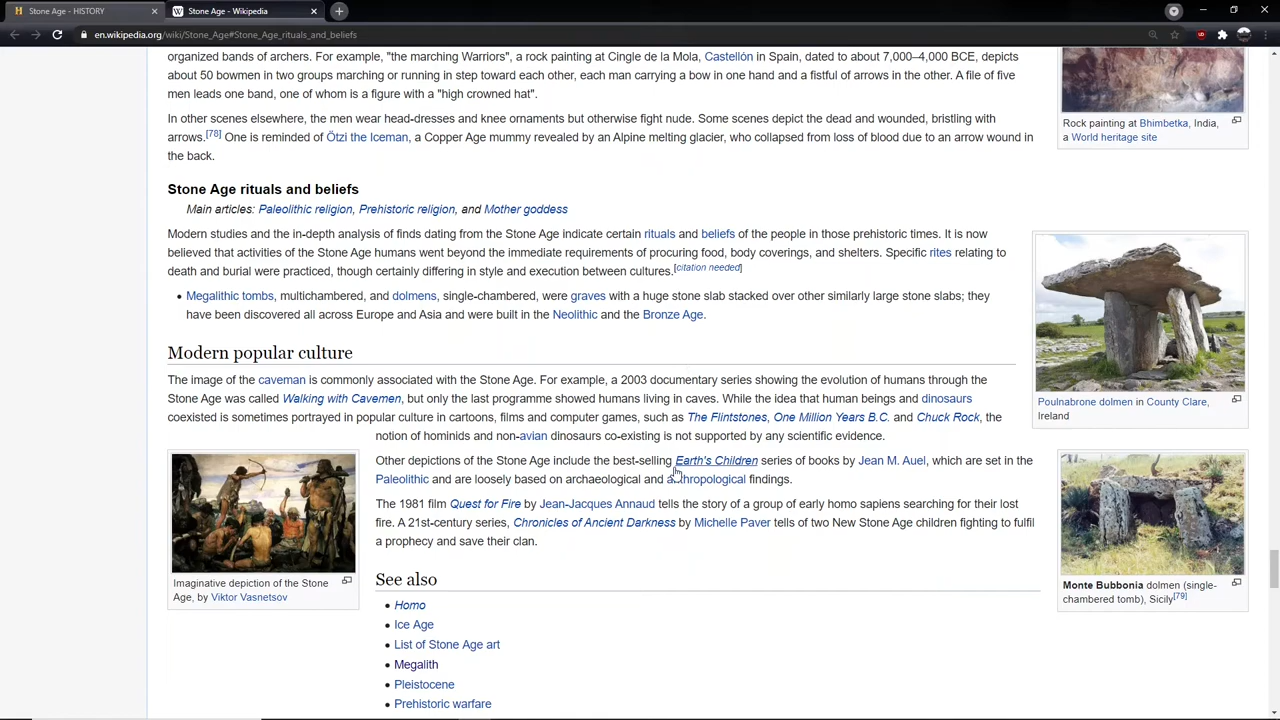 Stone Age - HISTORY
Stone Age - Wikipedia
en.wikipedia.org/wiki/Stone_Age#Stone_Age_rituals_and_beliefs
organized bands of archers. For example, "the marching Warriors", a rock painting at Cingle de la Mola, Castellón in Spain, dated to about 7,000–4,000 BCE, depicts
about 50 bowmen in two groups marching or running in step toward each other, each man carrying a bow in one hand and a fistful of arrows in the other. A file of five
men leads one band, one of whom is a figure with a "high crowned hat".
In other scenes elsewhere, the men wear head-dresses and knee ornaments but otherwise fight nude. Some scenes depict the dead and wounded, bristling with
arrows.[78] One is reminded of Ötzi the Iceman, a Copper Age mummy revealed by an Alpine melting glacier, who collapsed from loss of blood due to an arrow wound in
the back.
Rock painting at Bhimbetka, India,
a World heritage site
Stone Age rituals and beliefs
Main articles: Paleolithic religion, Prehistoric religion, and Mother goddess
Modern studies and the in-depth analysis of finds dating from the Stone Age indicate certain rituals and beliefs of the people in those prehistoric times. It is now
believed that activities of the Stone Age humans went beyond the immediate requirements of procuring food, body coverings, and shelters. Specific rites relating to
death and burial were practiced, though certainly differing in style and execution between cultures.[citation needed]
• Megalithic tombs, multichambered, and dolmens, single-chambered, were graves with a huge stone slab stacked over other similarly large stone slabs; they
have been discovered all across Europe and Asia and were built in the Neolithic and the Bronze Age.
Poulnabrone dolmen in County Clare,
Ireland
Modern popular culture
The image of the caveman is commonly associated with the Stone Age. For example, a 2003 documentary series showing the evolution of humans through the
Stone Age was called Walking with Cavemen, but only the last programme showed humans living in caves. While the idea that human beings and dinosaurs
coexisted is sometimes portrayed in popular culture in cartoons, films and computer games, such as The Flintstones, One Million Years B.C. and Chuck Rock, the
notion of hominids and non-avian dinosaurs co-existing is not supported by any scientific evidence.
Other depictions of the Stone Age include the best-selling Earth's Children series of books by Jean M. Auel, which are set in the
Paleolithic and are loosely based on archaeological and anthropological findings.
The 1981 film Quest for Fire by Jean-Jacques Annaud tells the story of a group of early homo sapiens searching for their lost
fire. A 21st-century series, Chronicles of Ancient Darkness by Michelle Paver tells of two New Stone Age children fighting to fulfil
a prophecy and save their clan.
Imaginative depiction of the Stone
Age, by Viktor Vasnetsov
Monte Bubbonia dolmen (single-
chambered tomb), Sicily[79]
See also
• Homo
• Ice Age
• List of Stone Age art
• Megalith
• Pleistocene
• Prehistoric warfare